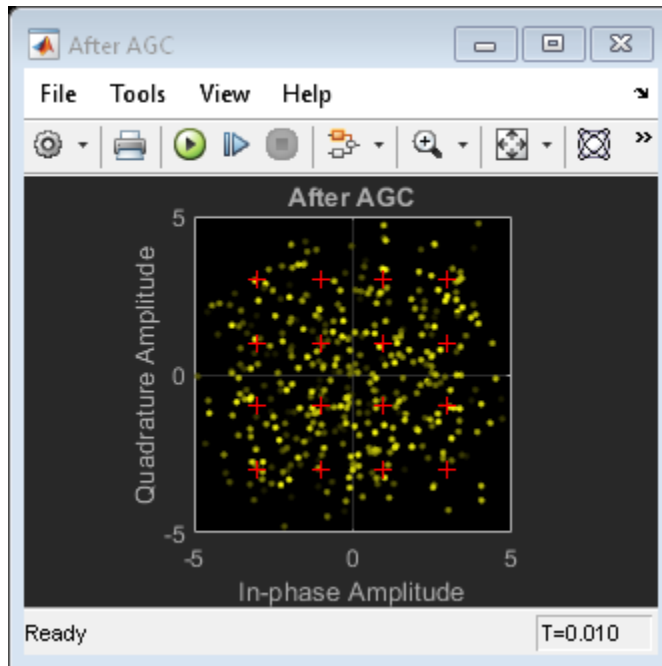 After AGC
File Tools View Help
After AGC
5
Quadrature Amplitude
0
-5
-5 0 5
In-phase Amplitude
Ready T=0.010